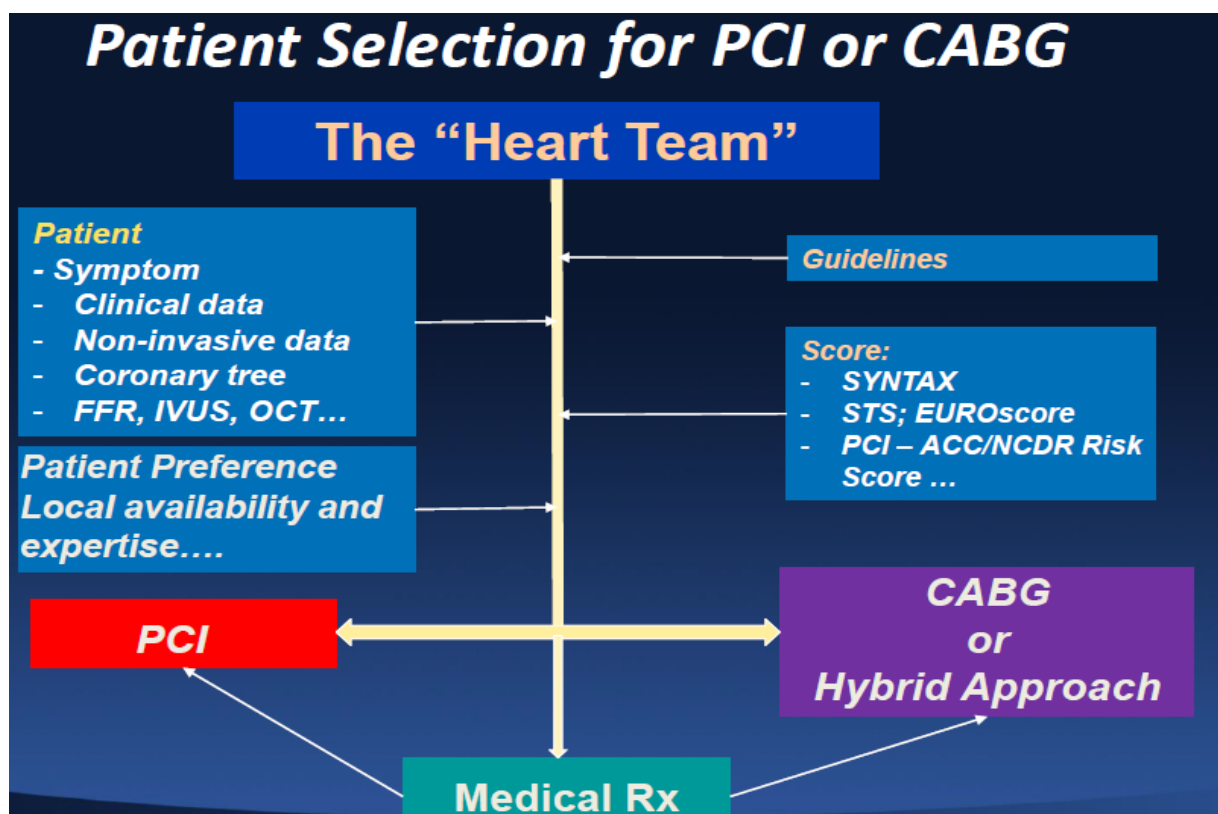 Patient Selection for PCI or CABG
The “Heart Team”
Patient
- Symptom
- Clinical data
- Non-invasive data
- Coronary tree
- FFR, IVUS, OCT…
Patient Preference
Local availability and
expertise….
Guidelines
Score:
- SYNTAX
- STS; EUROscore
- PCI – ACC/NCDR Risk
Score …
PCI
CABG
or
Hybrid Approach
Medical Rx